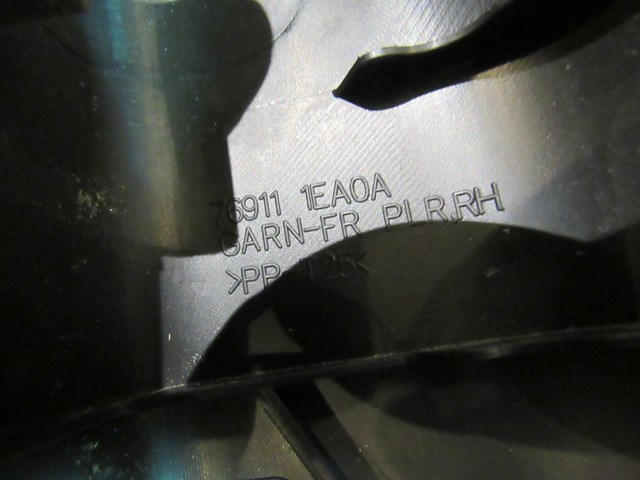 76911 1EA0A
GARN-FR PLR,RH
>PP-T25<